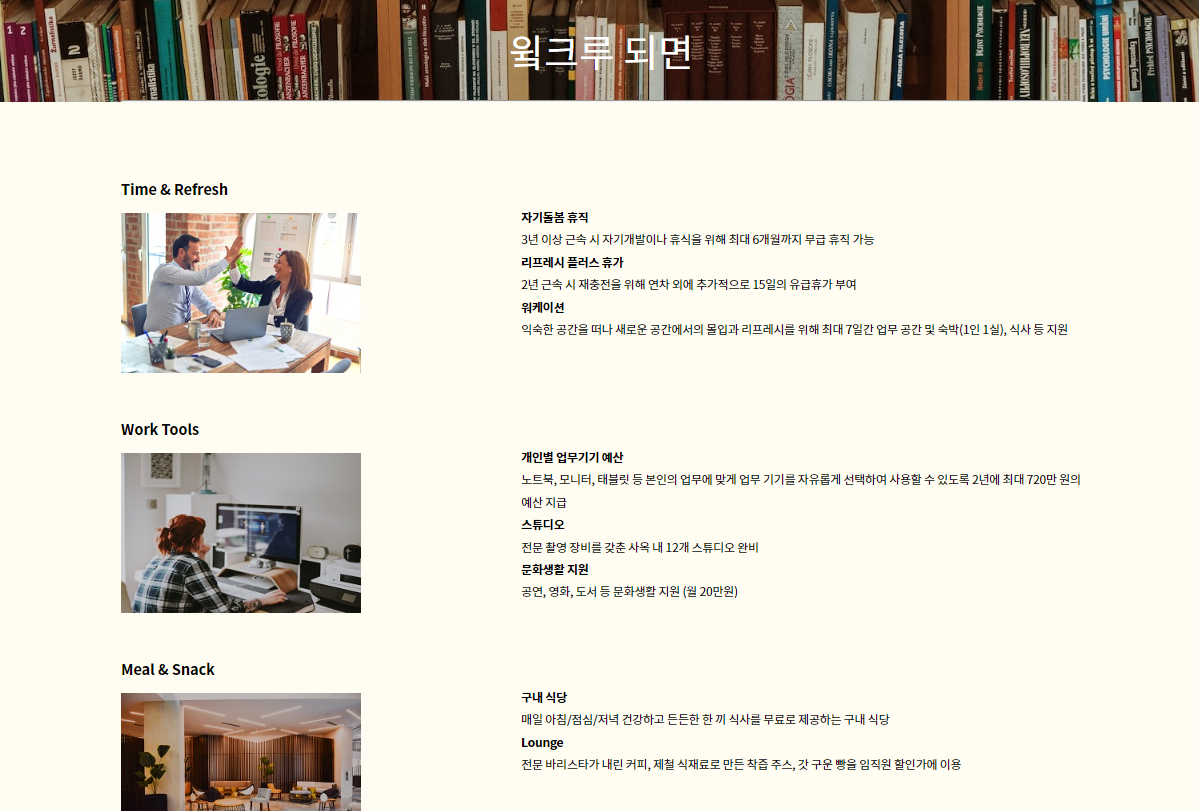 윜크루 되면
Time & Refresh
자기돌봄 휴직
3년 이상 근속 시 자기개발이나 휴식을 위해 최대 6개월까지 무급 휴직 가능
리프레시 플러스 휴가
2년 근속 시 재충전을 위해 연차 외에 추가적으로 15일의 유급휴가 부여
워케이션
익숙한 공간을 떠나 새로운 공간에서의 몰입과 리프레시를 위해 최대 7일간 업무 공간 및 숙박(1인 1실), 식사 등 지원
Work Tools
개인별 업무기기 예산
노트북, 모니터, 태블릿 등 본인의 업무에 맞게 업무 기기를 자유롭게 선택하여 사용할 수 있도록 2년에 최대 720만 원의
예산 지급
스튜디오
전문 촬영 장비를 갖춘 사옥 내 12개 스튜디오 완비
문화생활 지원
공연, 영화, 도서 등 문화생활 지원 (월 20만원)
Meal & Snack
구내 식당
매일 아침/점심/저녁 건강하고 든든한 한 끼 식사를 무료로 제공하는 구내 식당
Lounge
전문 바리스타가 내린 커피, 제철 식재료로 만든 착즙 주스, 갓 구운 빵을 임직원 할인가에 이용